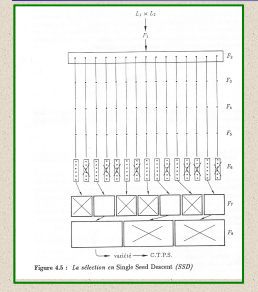 L₁ × L₂
F₁
F₂
F₃
F₄
F₅
F₆
F₇
F₈
variété → C.T.P.S.
Figure 4.5 : La sélection en Single Seed Descent (SSD)